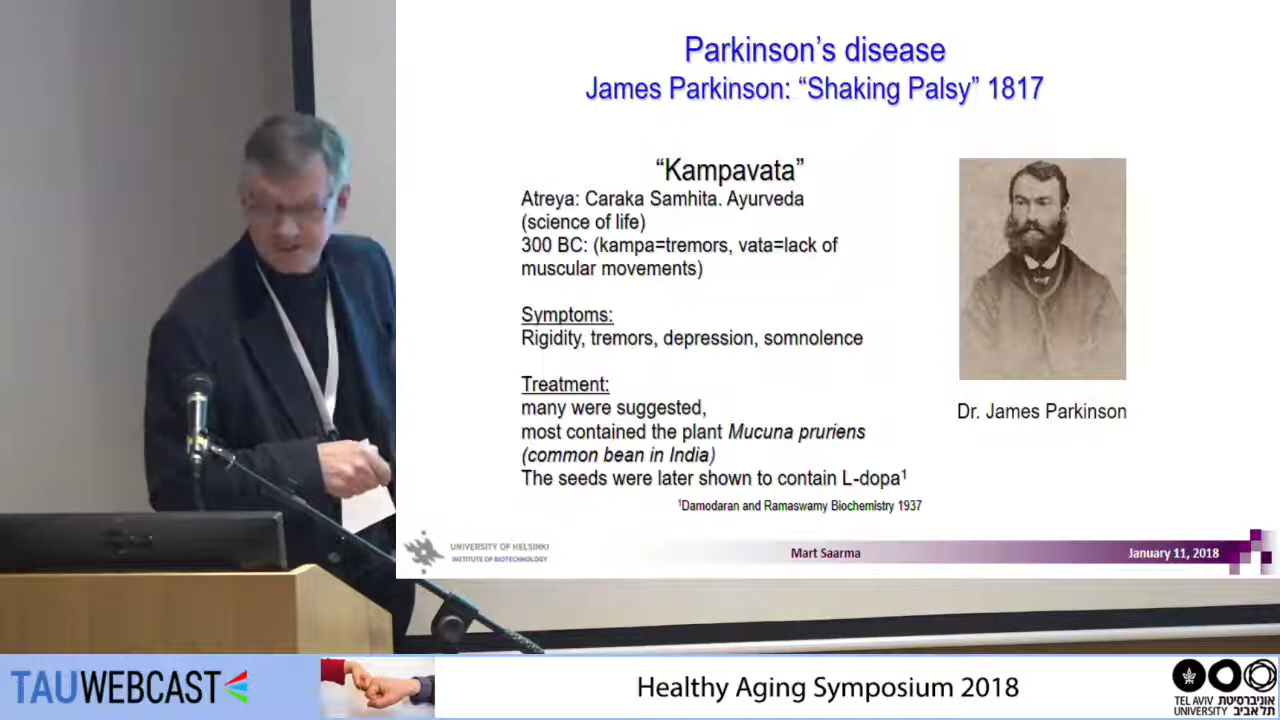 Parkinson's disease
James Parkinson: “Shaking Palsy” 1817
“Kampavata”
Atreya: Caraka Samhita. Ayurveda
(science of life)
300 BC: (kampa=tremors, vata=lack of
muscular movements)
Symptoms:
Rigidity, tremors, depression, somnolence
Treatment:
many were suggested,
most contained the plant Mucuna pruriens
(common bean in India)
The seeds were later shown to contain L-dopa¹
¹Damodaran and Ramaswamy Biochemistry 1937
Dr. James Parkinson
UNIVERSITY OF HELSINKI
INSTITUTE OF BIOTECHNOLOGY
Mart Saarma
January 11, 2018
TAUWEBCAST
Healthy Aging Symposium 2018
TEL AVIV אוניברסיטת
UNIVERSITY תל אביב